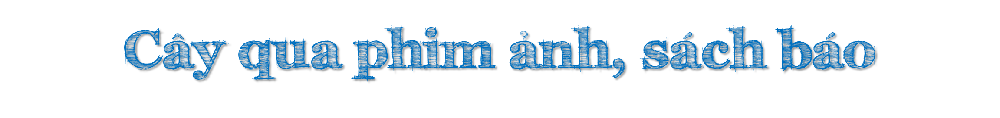 Cây qua phim ảnh, sách báo